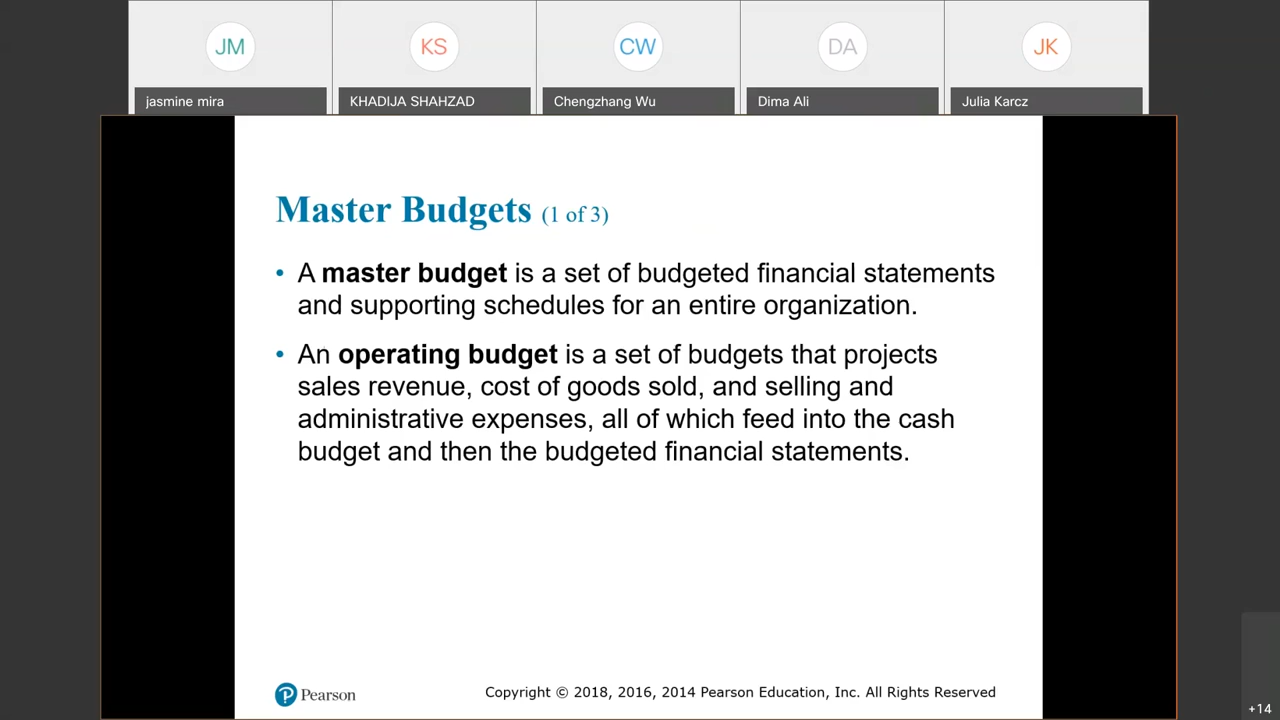 JM KS CW DA JK
jasmine mira KHADIJA SHAHZAD Chengzhang Wu Dima Ali Julia Karcz
Master Budgets (1 of 3)
• A master budget is a set of budgeted financial statements
and supporting schedules for an entire organization.
• An operating budget is a set of budgets that projects
sales revenue, cost of goods sold, and selling and
administrative expenses, all of which feed into the cash
budget and then the budgeted financial statements.
P Pearson
Copyright © 2018, 2016, 2014 Pearson Education, Inc. All Rights Reserved
+14